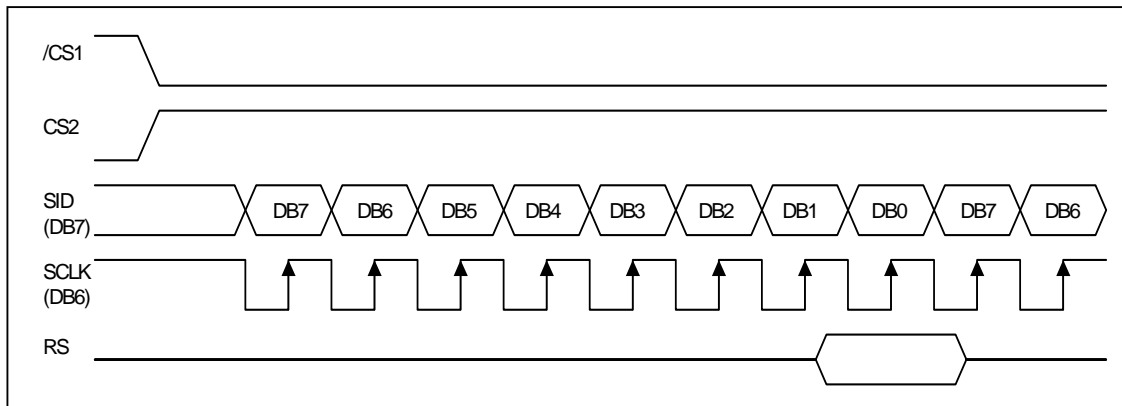 /CS1
CS2
SID
(DB7)
DB7 DB6 DB5 DB4 DB3 DB2 DB1 DB0 DB7 DB6
SCLK
(DB6)
RS